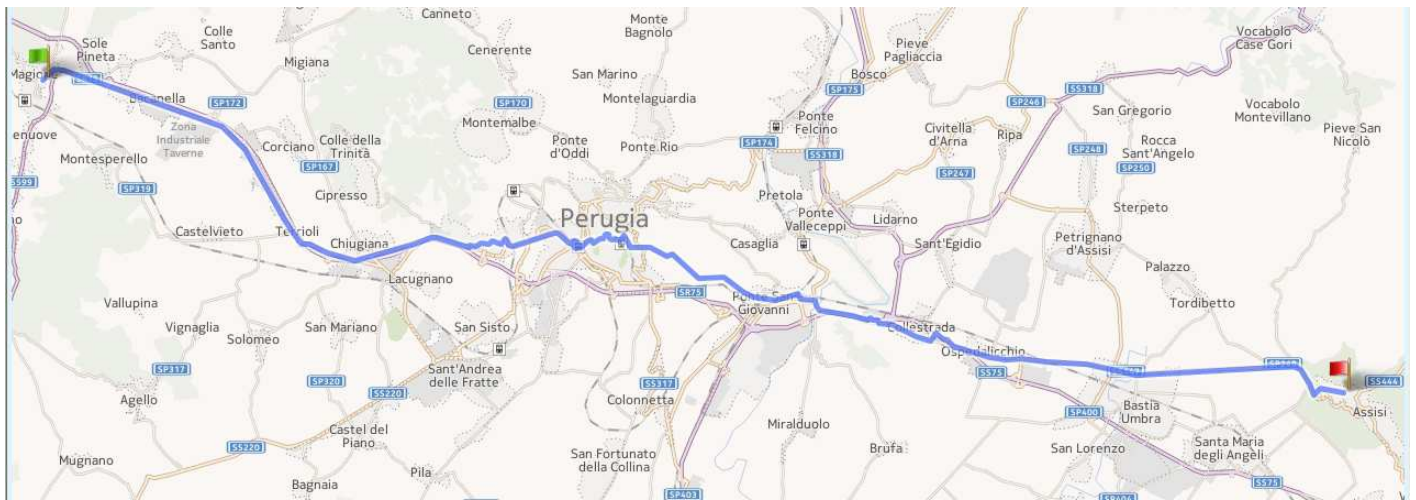 Canneto
Monte
Bagnolo
Vocabolo
Case Gori
Sole
Pineta
Colle
Santo
Migiana
Cenerente
Pieve
Pagliaccia
San Marino
Bosco
SS318
SP172
SP170
Montelaguardia
SP175
SP246
San Gregorio
Vocabolo
Montevillano
Zona
Industriale
Taverne
Montemalbe
Ponte
Felcino
Civitella
d'Arna
Ripa
Pieve San
Nicolò
Corciano
Colle della
Trinità
Ponte
d'Oddi
Ponte Rio
SP174
SS318
SP248
Rocca
Sant'Angelo
Montesperello
SP167
SP250
SP319
Cipresso
Pretola
SP247
Sterpeto
Perugia
Ponte
Valleceppi
Lidarno
Castelvieto
Chiugiana
Casaglia
Sant'Egidio
Petrignano
d'Assisi
Lacugnano
Palazzo
Vallupina
SR75
Ponte San
Giovanni
Tordibetto
Vignaglia
San Mariano
San Sisto
Collestrada
Solomeo
Ospedalicchio
SP317
Sant'Andrea
delle Fratte
SS75
SS444
SP320
SS220
SS317
Agello
Colonnetta
SP400
Bastia
Umbra
Assisi
Castel del
Piano
Miralduolo
SS220
San Fortunato
della Collina
Brufa
San Lorenzo
Santa Maria
degli Angeli
Mugnano
Pila
Bagnaia
SS75
SP403